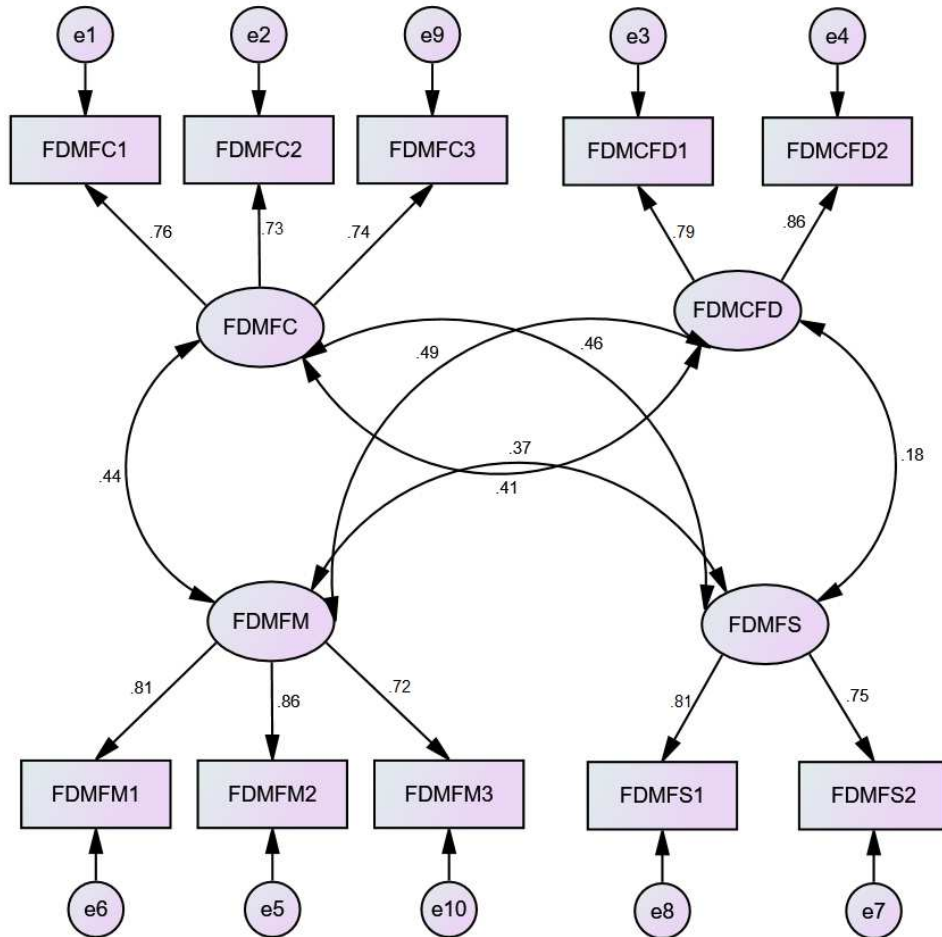 e1
e2
e9
e3
e4
FDMFC1
FDMFC2
FDMFC3
FDMCFD1
FDMCFD2
.76
.73
.74
.79
.86
FDMFC
FDMCFD
.49
.46
.44
.37
.41
.18
FDMFM
FDMFS
.81
.86
.72
.81
.75
FDMFM1
FDMFM2
FDMFM3
FDMFS1
FDMFS2
e6
e5
e10
e8
e7